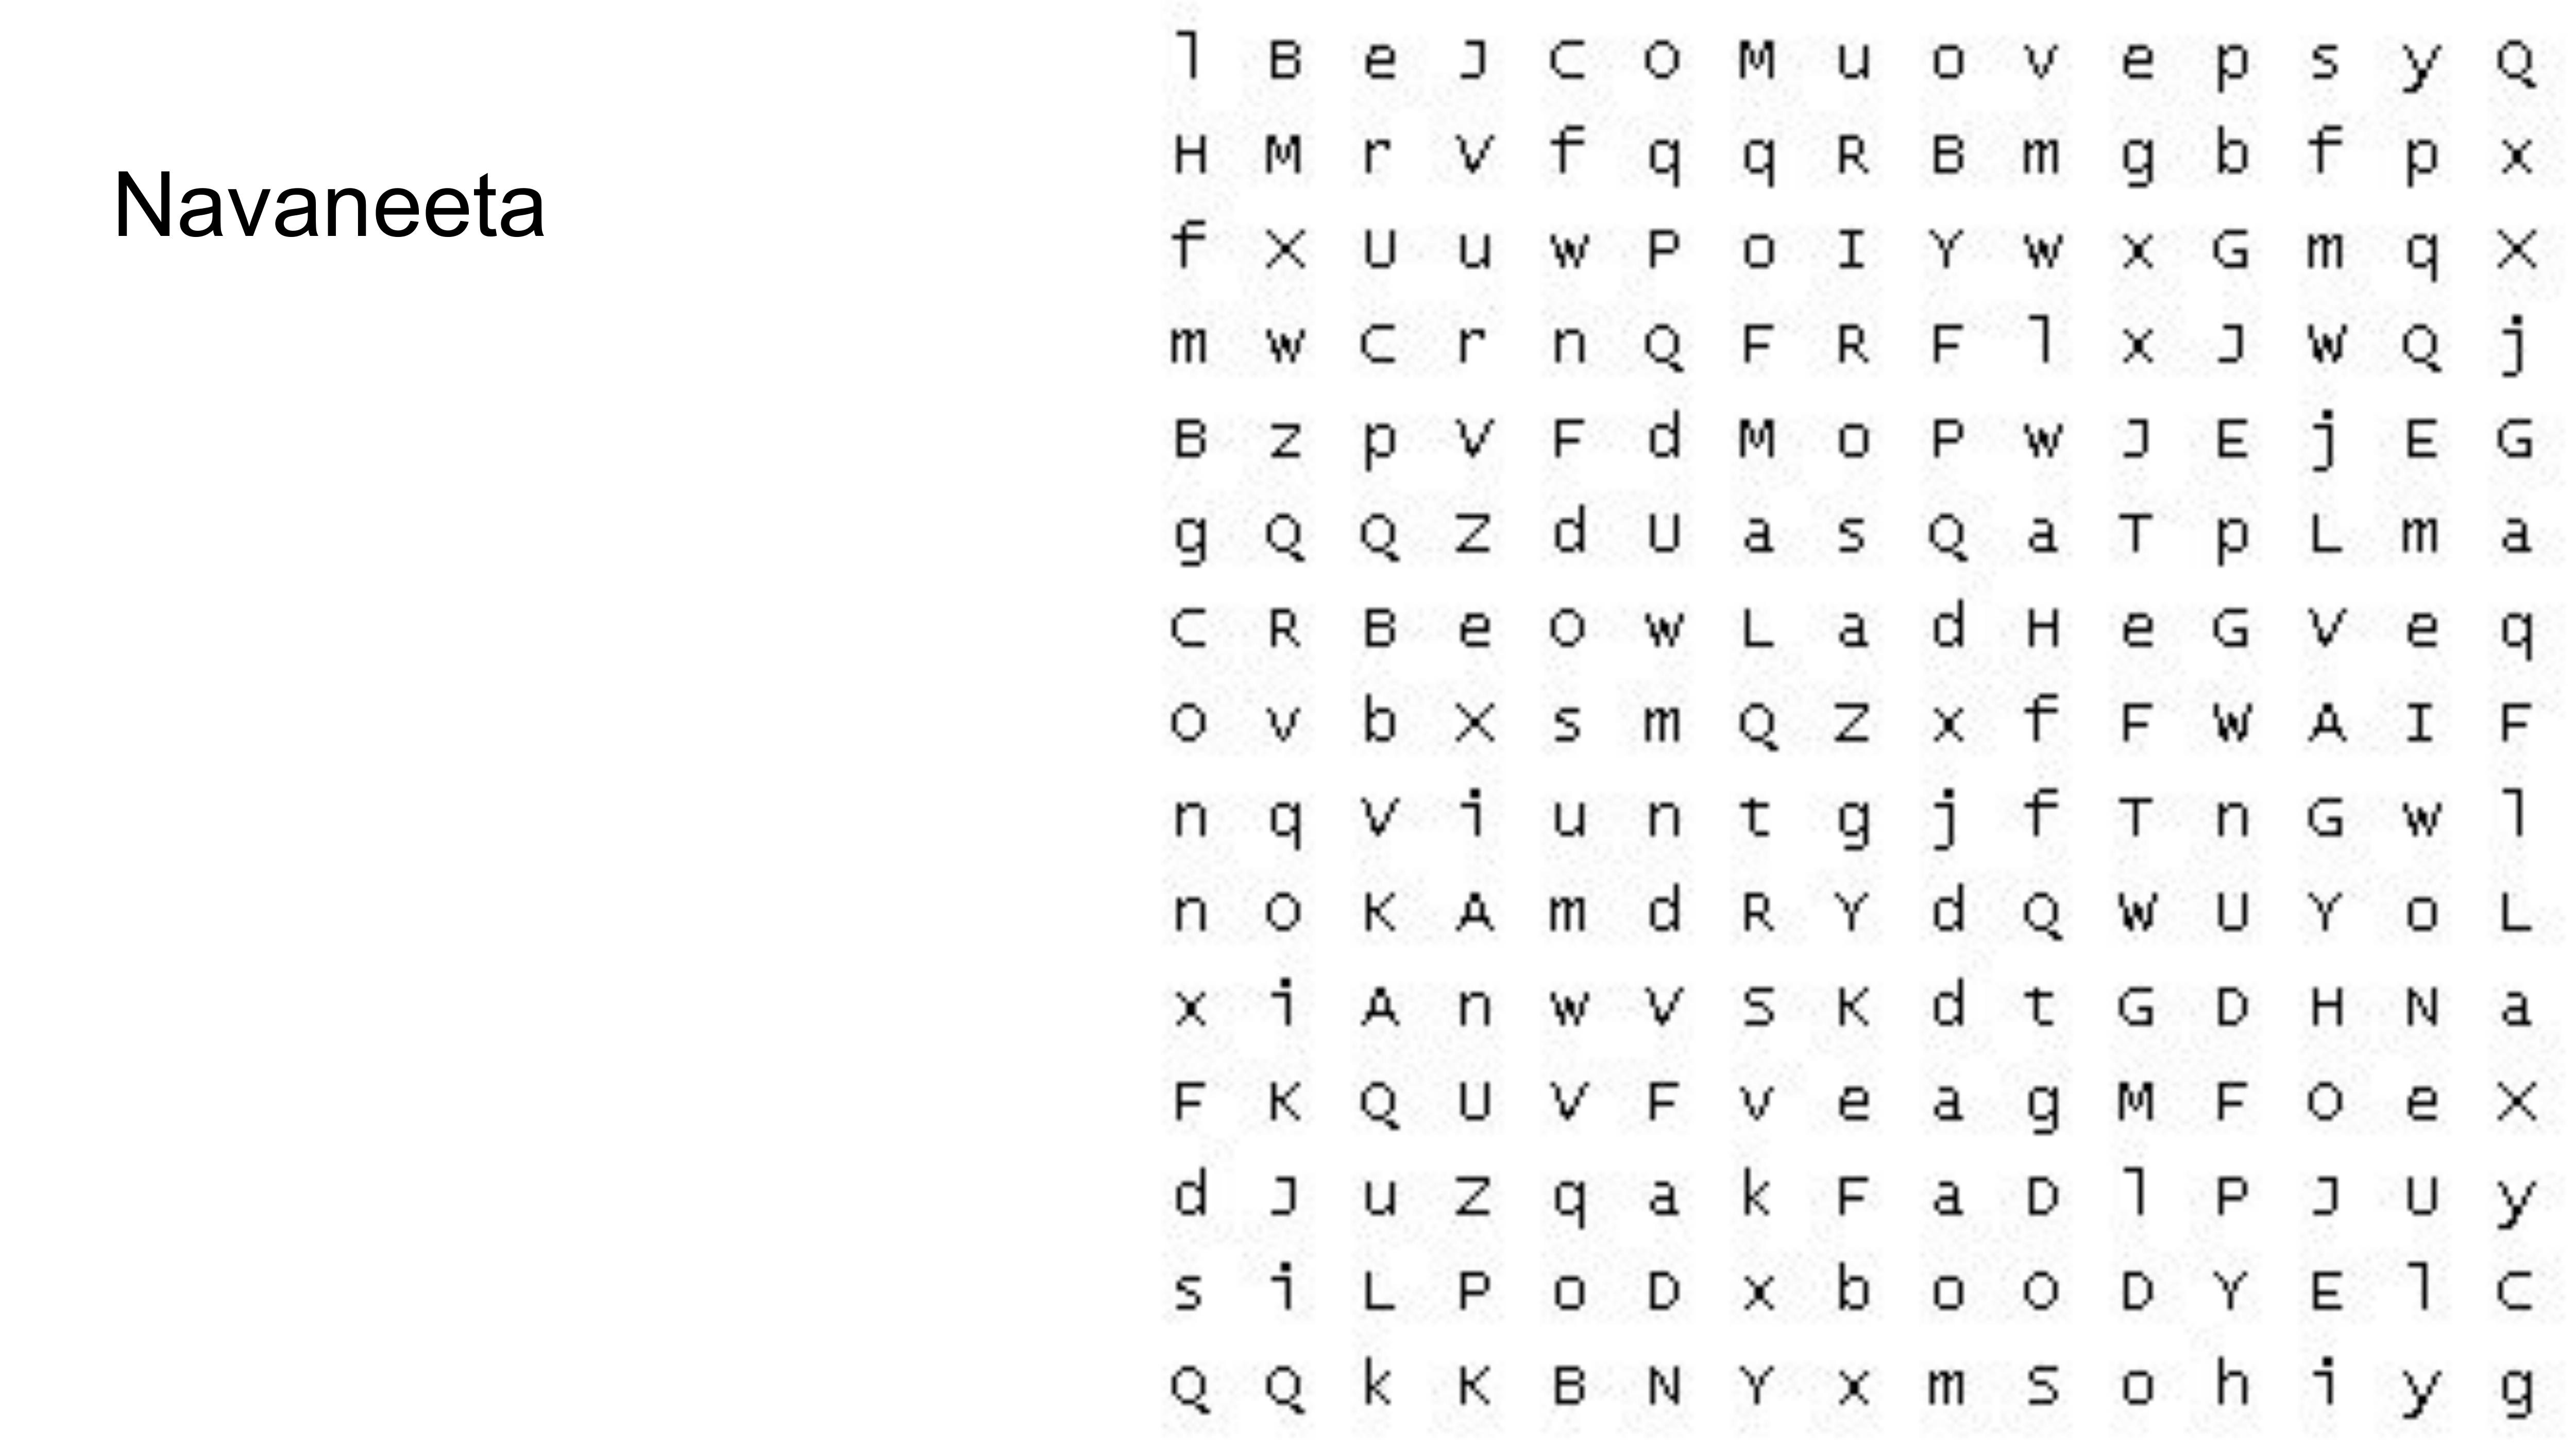 Navaneeta
l B e J C O M u o v e p s y Q
H M r V f q q R B m g b f p x
f X U u w P o I Y w x G m q X
m w C r n Q F R F l x J W Q j
B z p V F d M o P w J E j E G
g Q Q Z d U a s Q a T p L m a
C R B e O w L a d H e G V e q
O v b X s m Q Z x f F W A I F
n q V i u n t g j f T n G w l
n O K A m d R Y d Q W U Y o L
x i A n w V S K d t G D H N a
F K Q U V F v e a g M F O e X
d J u Z q a k F a D l P J U y
s i L P o D x b o O D Y E l C
Q Q k K B N Y x m S o h i y g